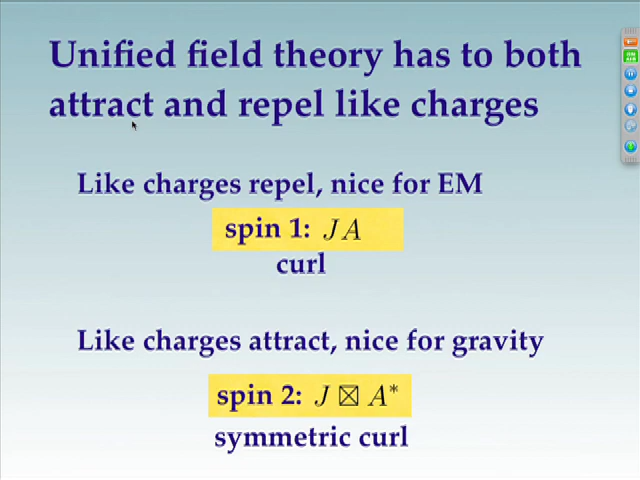 Unified field theory has to both
attract and repel like charges
Like charges repel, nice for EM
spin 1: J A
curl
Like charges attract, nice for gravity
spin 2: J ⊠ A*
symmetric curl